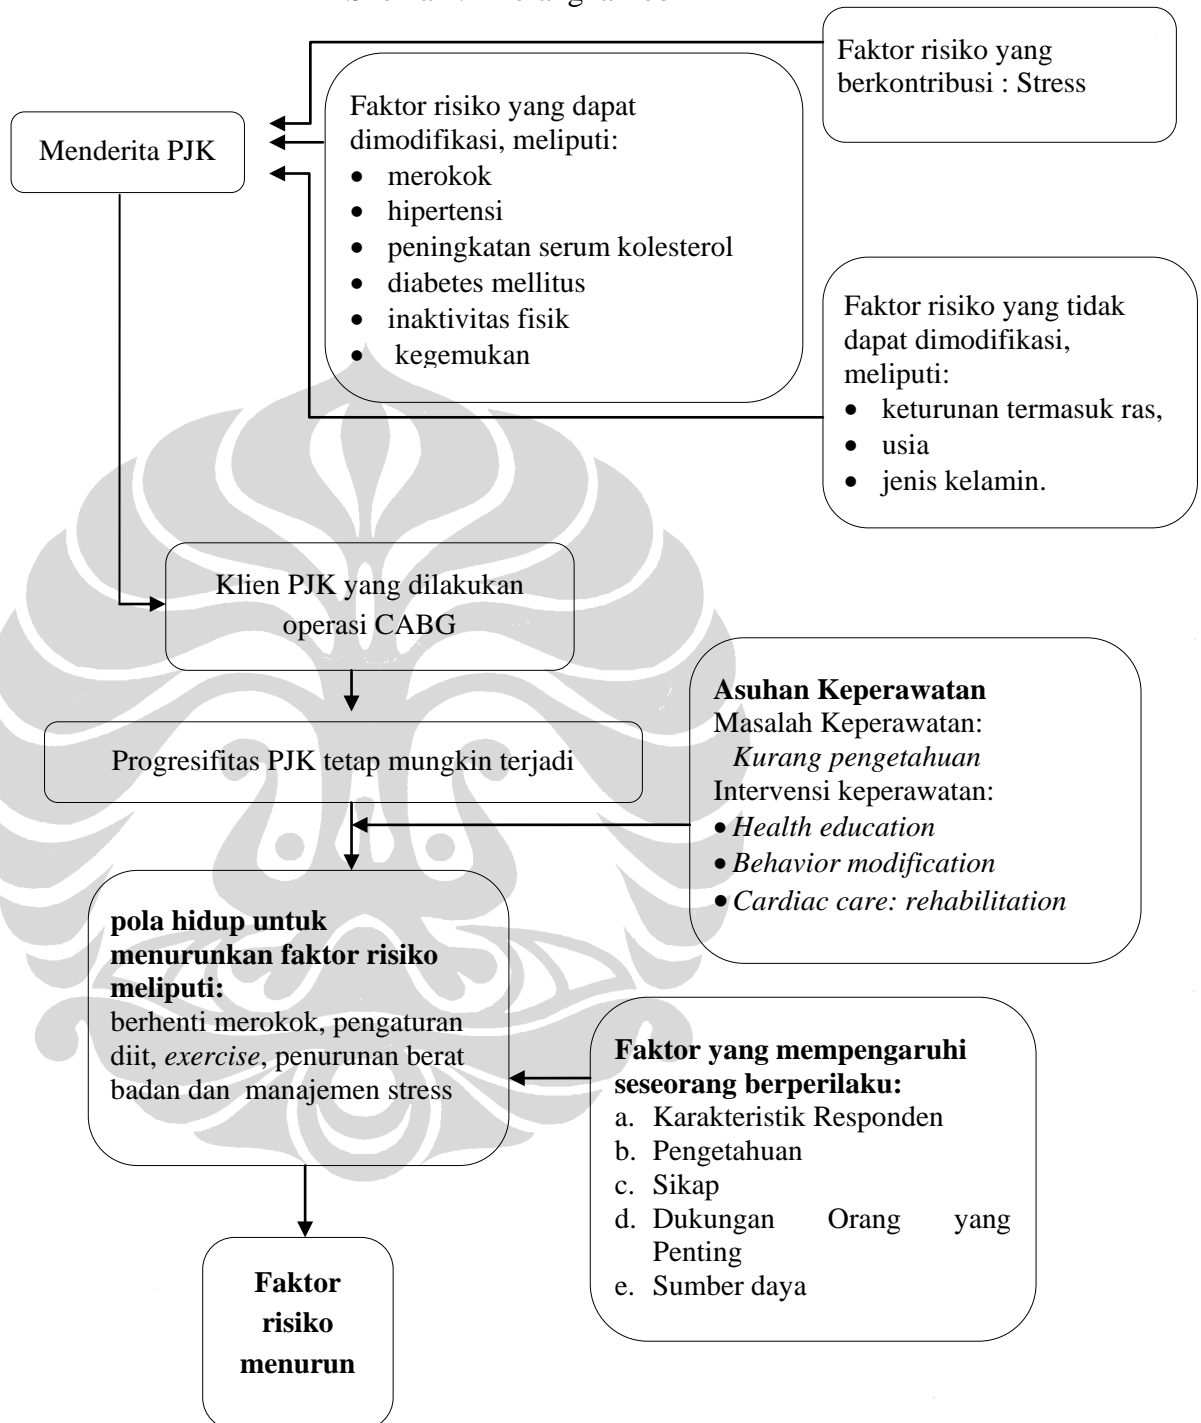 Faktor risiko yang
berkontribusi : Stress
Faktor risiko yang dapat
dimodifikasi, meliputi:
• merokok
• hipertensi
• peningkatan serum kolesterol
• diabetes mellitus
• inaktivitas fisik
• kegemukan
Menderita PJK
Faktor risiko yang tidak
dapat dimodifikasi,
meliputi:
• keturunan termasuk ras,
• usia
• jenis kelamin.
Klien PJK yang dilakukan
operasi CABG
Asuhan Keperawatan
Masalah Keperawatan:
Kurang pengetahuan
Intervensi keperawatan:
• Health education
• Behavior modification
• Cardiac care: rehabilitation
Progresifitas PJK tetap mungkin terjadi
pola hidup untuk
menurunkan faktor risiko
meliputi:
berhenti merokok, pengaturan
diit, exercise, penurunan berat
badan dan manajemen stress
Faktor yang mempengaruhi
seseorang berperilaku:
a. Karakteristik Responden
b. Pengetahuan
c. Sikap
d. Dukungan Orang yang
Penting
e. Sumber daya
Faktor
risiko
menurun